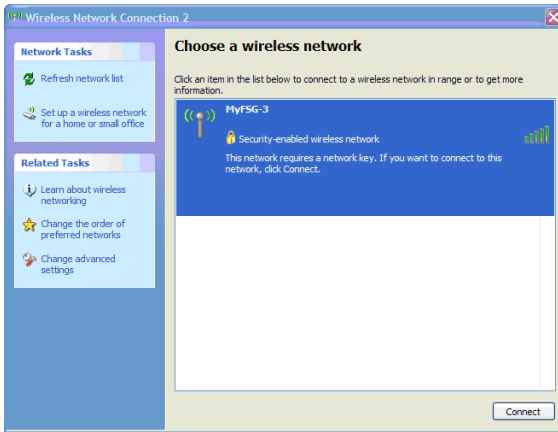 Wireless Network Connection 2
Network Tasks
Refresh network list
Set up a wireless network
for a home or small office
Related Tasks
Learn about wireless
networking
Change the order of
preferred networks
Change advanced
settings
Choose a wireless network
Click an item in the list below to connect to a wireless network in range or to get more
information.
MyFSG-3
Security-enabled wireless network
This network requires a network key. If you want to connect to this
network, click Connect.
Connect